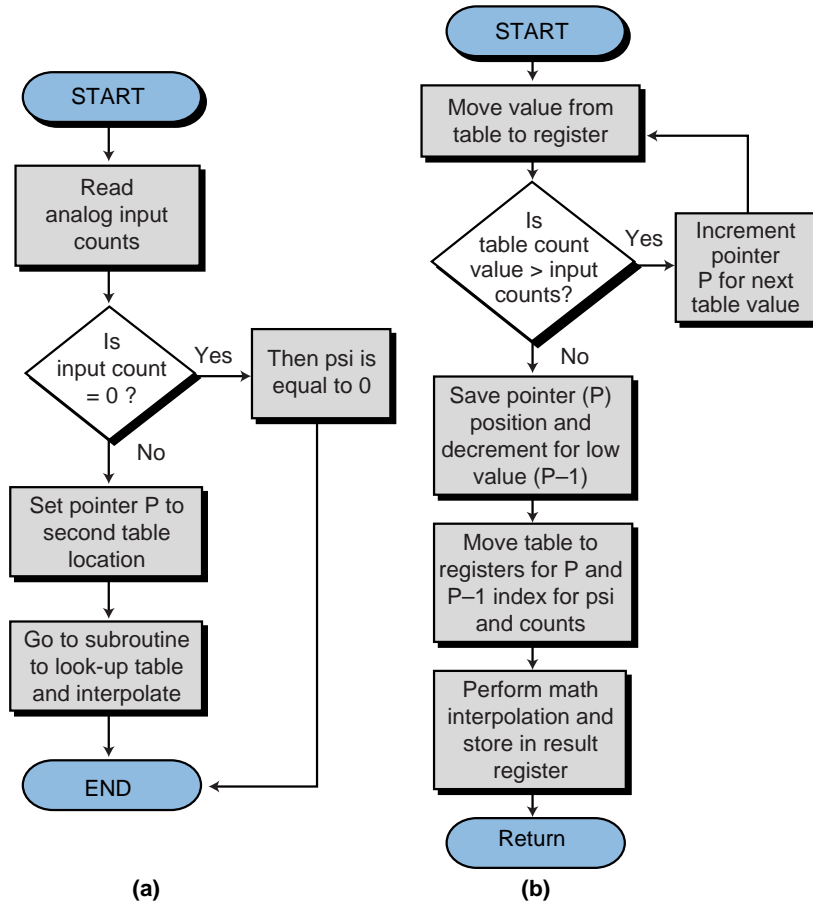 START
Read
analog input
counts
Is
input count
= 0 ?
Yes
Then psi is
equal to 0
No
Set pointer P to
second table
location
Go to subroutine
to look-up table
and interpolate
END
(a)
START
Move value from
table to register
Is
table count
value > input
counts?
Yes
Increment
pointer
P for next
table value
No
Save pointer (P)
position and
decrement for low
value (P–1)
Move table to
registers for P and
P–1 index for psi
and counts
Perform math
interpolation and
store in result
register
Return
(b)